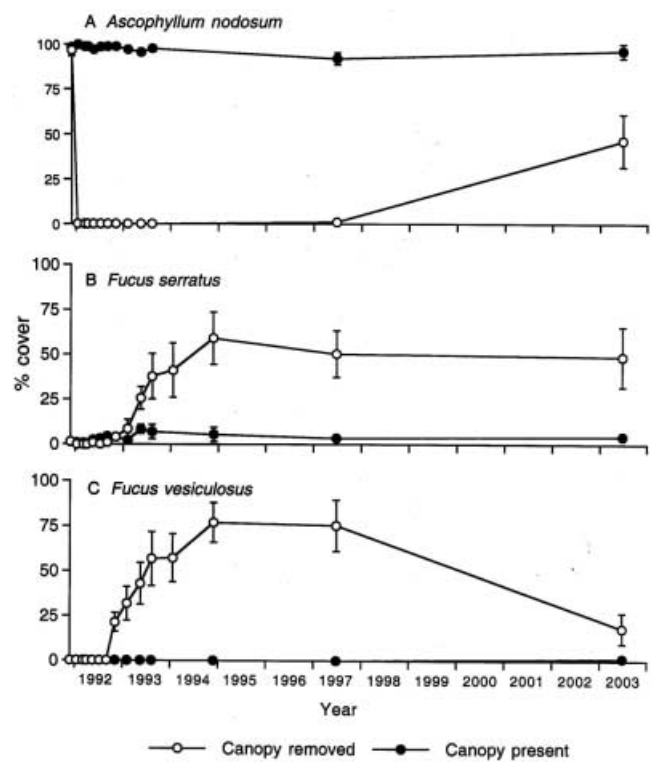 A Ascophyllum nodosum
100
75
50
25
0
B Fucus serratus
100
75
50
25
0
% cover
C Fucus vesiculosus
100
75
50
25
0
1992 1993 1994 1995 1996 1997 1998 1999 2000 2001 2002 2003
Year
Canopy removed Canopy present